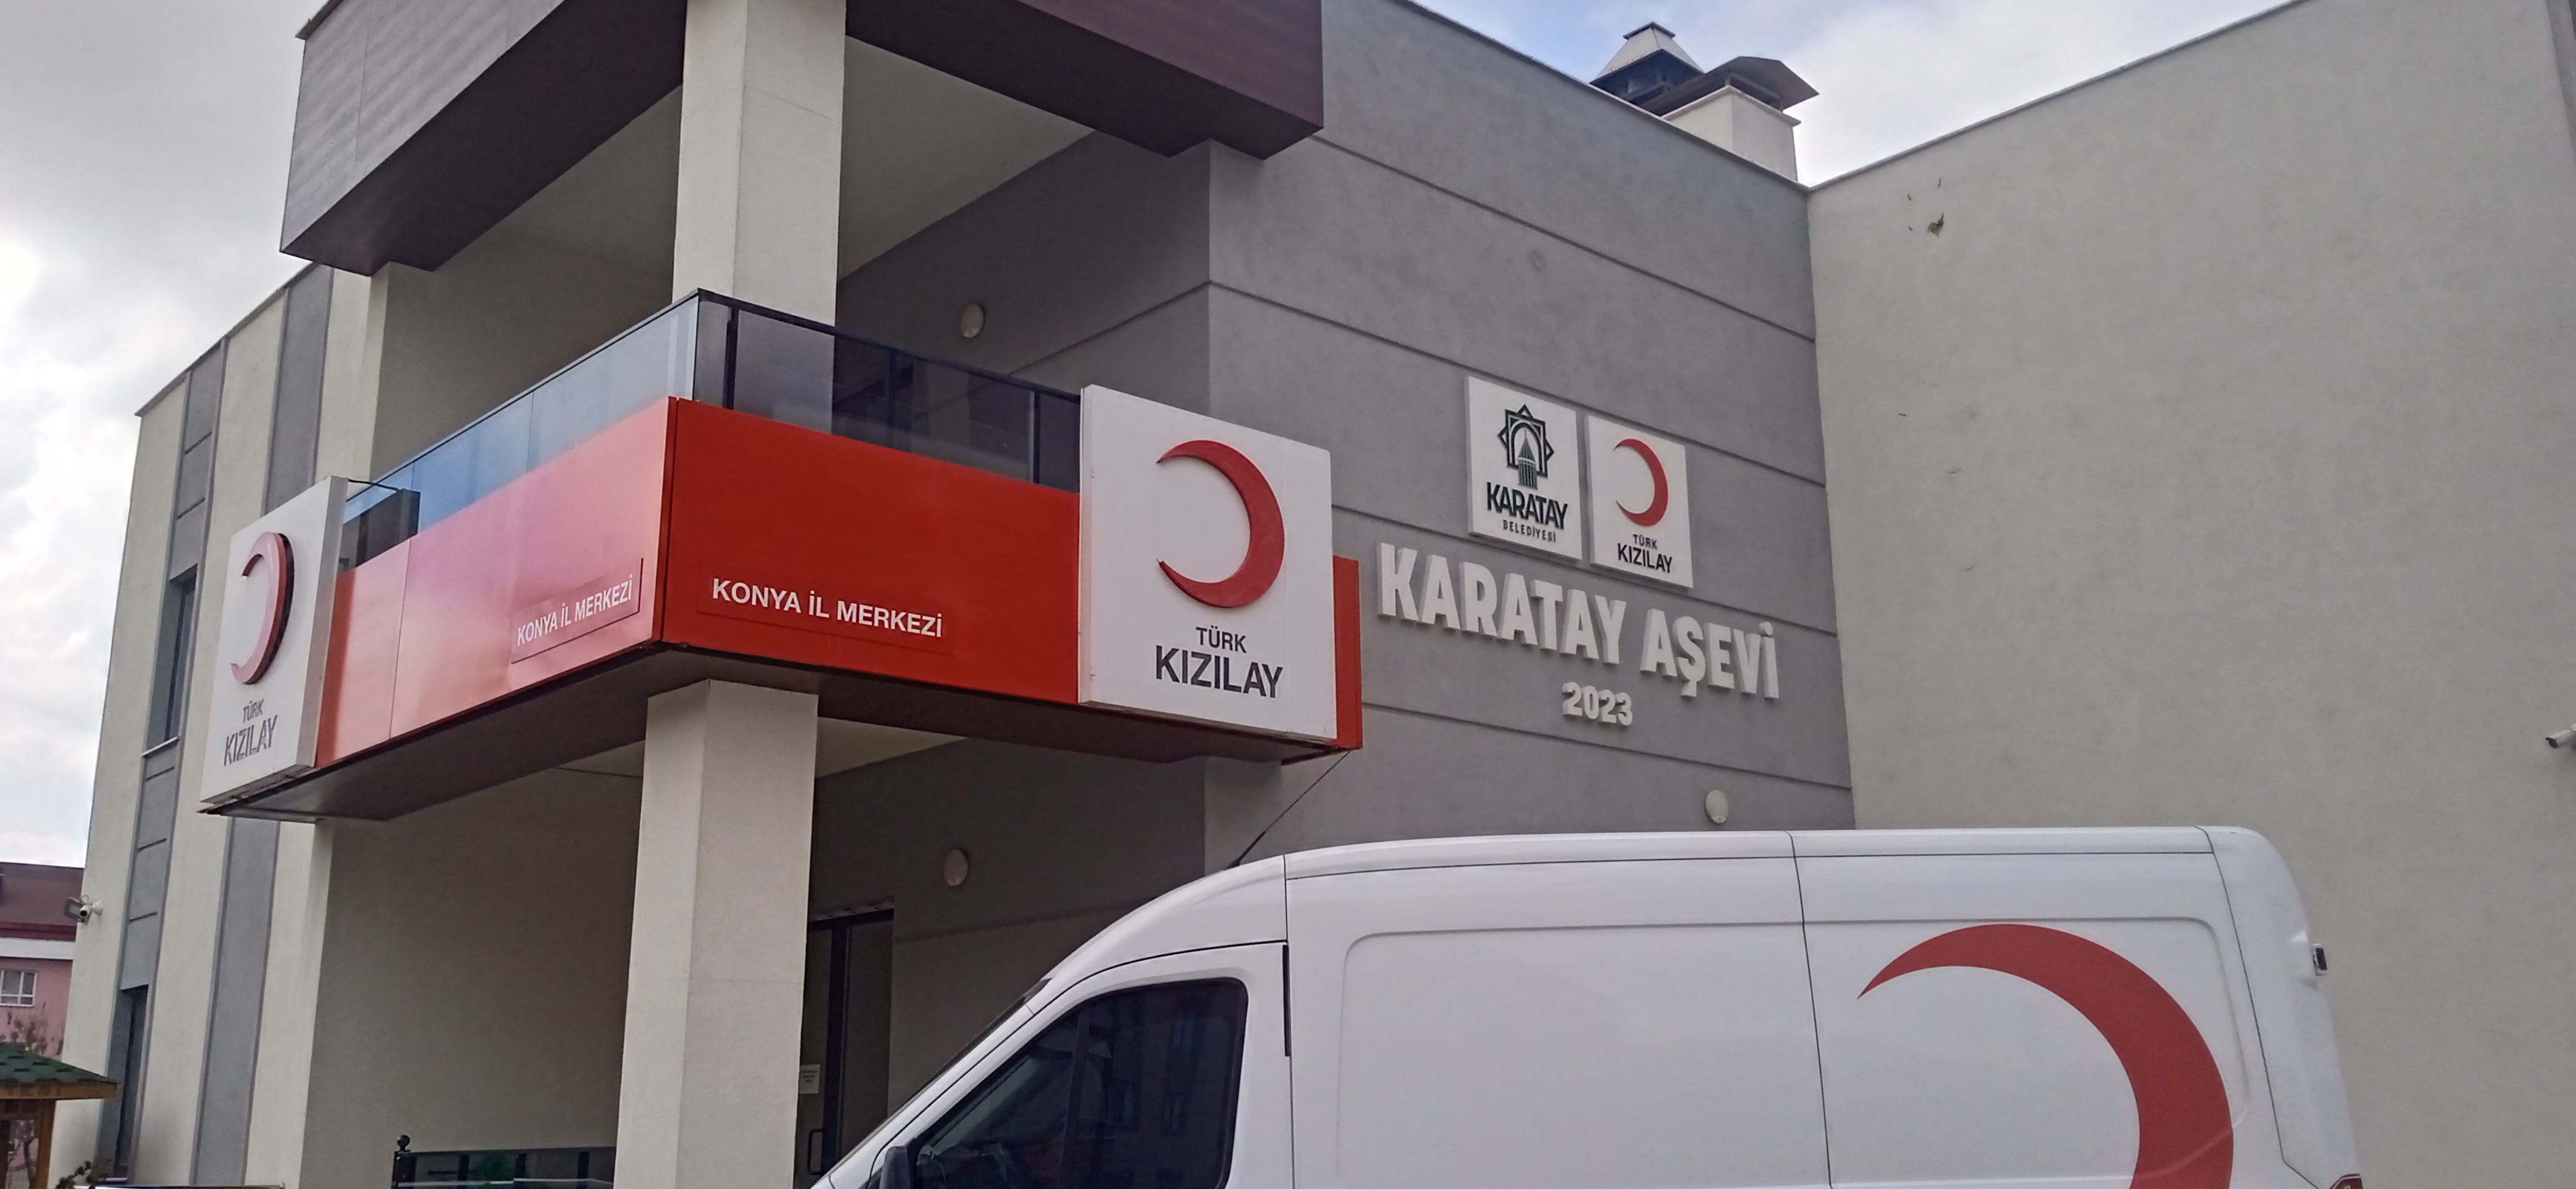 TÜRK
KIZILAY
KONYA İL MERKEZİ
KONYA İL MERKEZİ
TÜRK
KIZILAY
KARATAY
BELEDİYESİ
TÜRK
KIZILAY
KARATAY AŞEVİ
2023